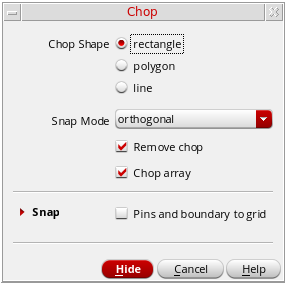 Chop
Chop Shape rectangle
polygon
line
Snap Mode orthogonal
Remove chop
Chop array
Snap Pins and boundary to grid
Hide Cancel Help